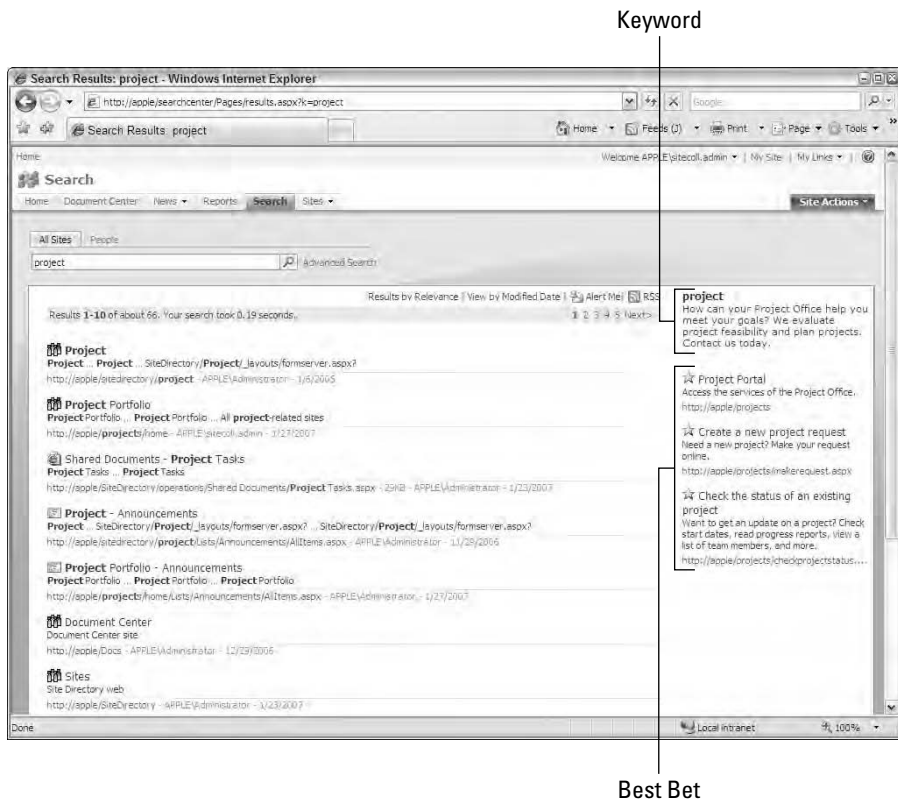 Keyword
Search Results: project - Windows Internet Explorer
http://apple/searchcenter/Pages/results.aspx?k=project
Google
Search Results project
Home
Feeds (J)
Print
Page
Tools
Home
Welcome APPLE\sitecoll.admin | My Site | My Links
Search
Home Document Center News Reports Search Sites
Site Actions
All Sites People
project
Advanced Search
Results by Relevance | View by Modified Date | Alert Me | RSS
Results 1-10 of about 66. Your search took 0.19 seconds.
1 2 3 4 5 Next>
Project
Project ... Project ... SiteDirectory/Project/_layouts/formserver.aspx?
http://apple/sitedirectory/project - APPLE\Administrator - 1/6/2005
Project Portfolio
Project Portfolio ... Project Portfolio ... All project-related sites
http://apple/projects/home - APPLE\sitecoll.admin - 1/27/2007
Shared Documents - Project Tasks
Project Tasks ... Project Tasks
http://apple/SiteDirectory/operations/Shared Documents/Project Tasks.aspx - 29KB - APPLE\Administrator - 1/23/2007
Project - Announcements
Project ... SiteDirectory/Project/_layouts/formserver.aspx? ... SiteDirectory/Project/_layouts/formserver.aspx?
http://apple/sitedirectory/project/Lists/Announcements/AllItems.aspx - APPLE\Administrator - 11/29/2006
Project Portfolio - Announcements
Project Portfolio ... Project Portfolio ... Project Portfolio
http://apple/projects/home/Lists/Announcements/AllItems.aspx - APPLE\Administrator - 1/27/2007
Document Center
Document Center site
http://apple/Docs - APPLE\Administrator - 12/29/2006
Sites
Site Directory web
http://apple/SiteDirectory - APPLE\Administrator - 1/23/2007
project
How can your Project Office help you
meet your goals? We evaluate
project feasibility and plan projects.
Contact us today.
Project Portal
Access the services of the Project Office.
http://apple/projects
Create a new project request
Need a new project? Make your request
online.
http://apple/projects/makerequest.aspx
Check the status of an existing
project
Want to get an update on a project? Check
start dates, read progress reports, view a
list of team members, and more.
http://apple/projects/checkprojectstatus....
Done
Local intranet
100%
Best Bet